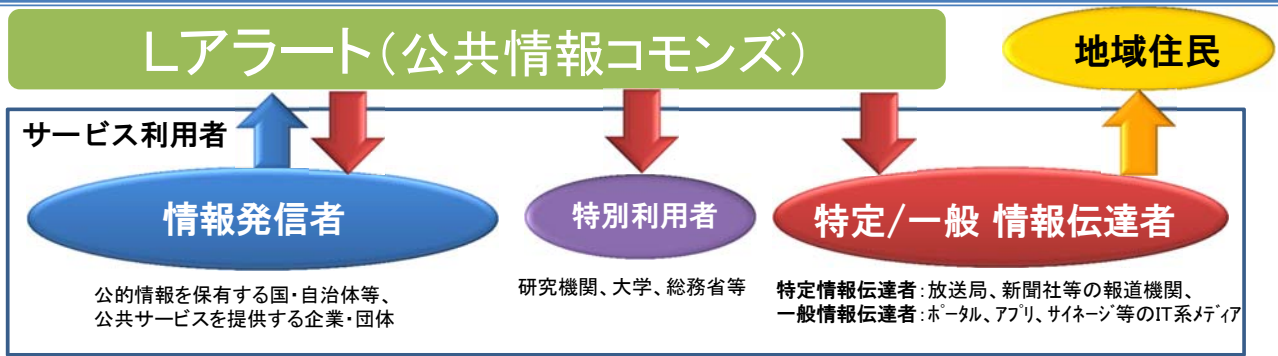 Lアラート(公共情報コモンズ)
地域住民
サービス利用者
情報発信者
特別利用者
特定/一般 情報伝達者
公的情報を保有する国・自治体等、
公共サービスを提供する企業・団体
研究機関、大学、総務省等
特定情報伝達者:放送局、新聞社等の報道機関、
一般情報伝達者:ポータル、アプリ、サイネージ等のIT系メディア